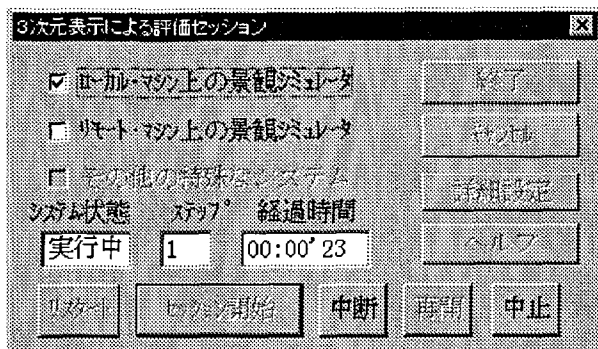 3次元表示による評価セッション
ローカル・マシン上の景観シミュレータ
終了
リモート・マシン上の景観シミュレータ
キャンセル
その他の特殊なシステム
詳細設定
システム状態 ステップ 経過時間
ヘルプ
実行中 1 00:00'23
リスタート セッション開始 中断 再開 中止